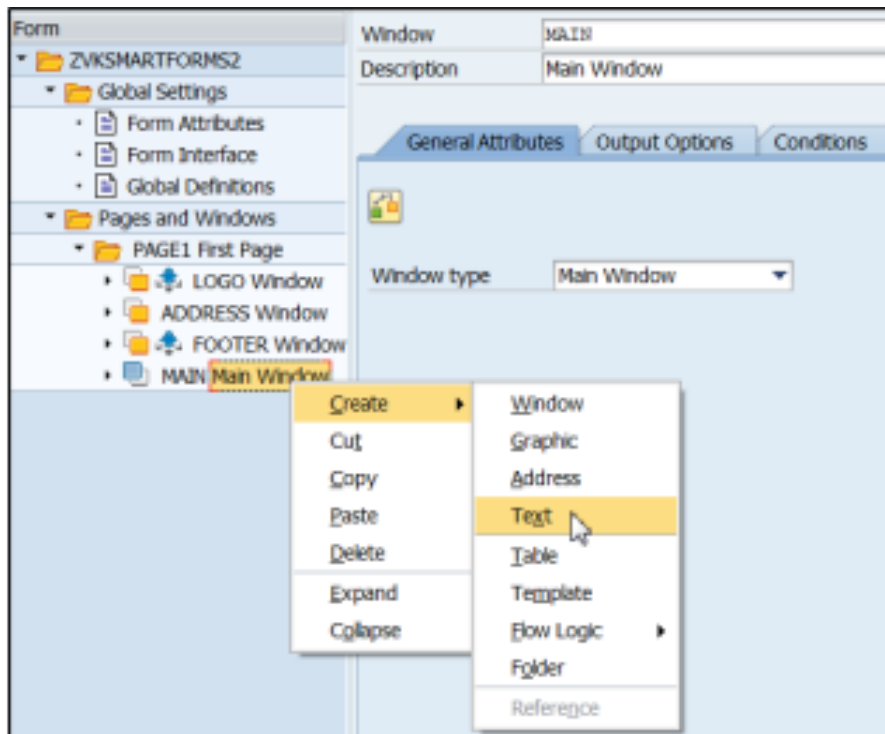 Form
ZVKSMARTFORMS2
Global Settings
Form Attributes
Form Interface
Global Definitions
Pages and Windows
PAGE1 First Page
LOGO Window
ADDRESS Window
FOOTER Window
MAIN Main Window
Window MAIN
Description Main Window
General Attributes Output Options Conditions
Window type Main Window
Create
Cut
Copy
Paste
Delete
Expand
Collapse
Window
Graphic
Address
Text
Table
Template
Flow Logic
Folder
Reference